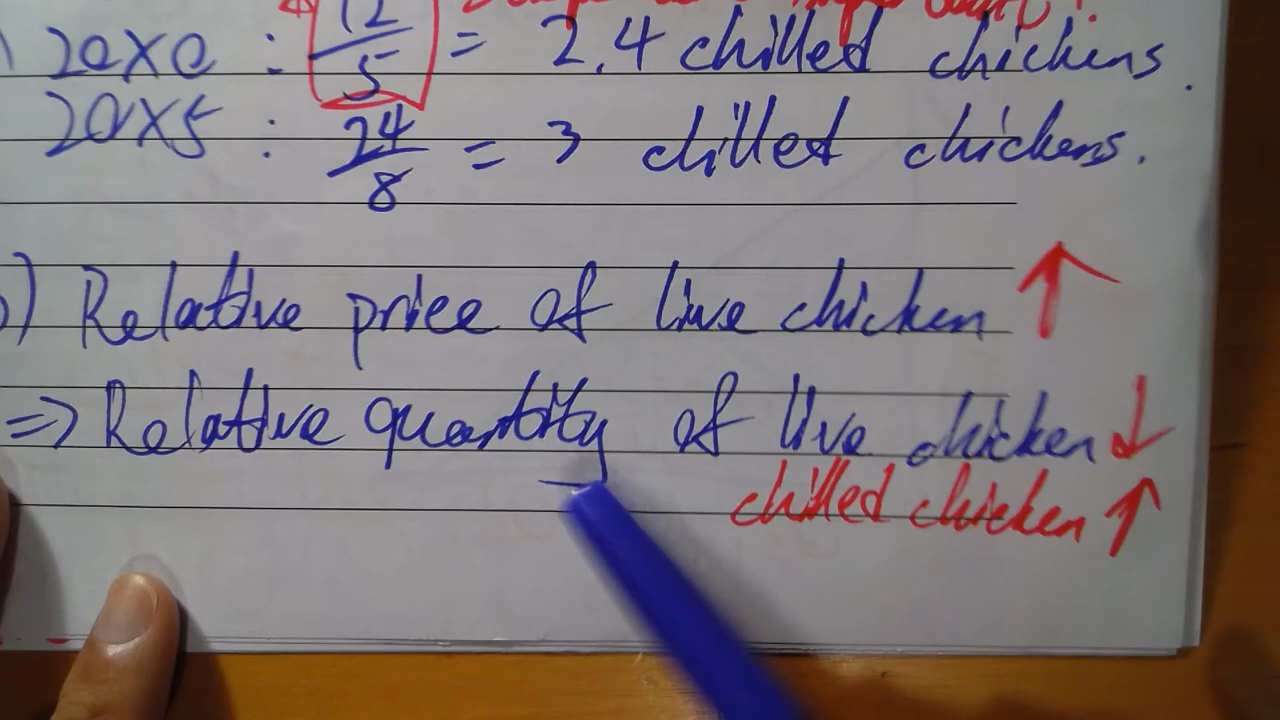 20X0 : 12/5 = 2.4 chilled chickens.
20X5 : 24/8 = 3 chilled chickens.
) Relative price of live chicken ↑
=> Relative quantity of live chicken ↓
chilled chicken ↑